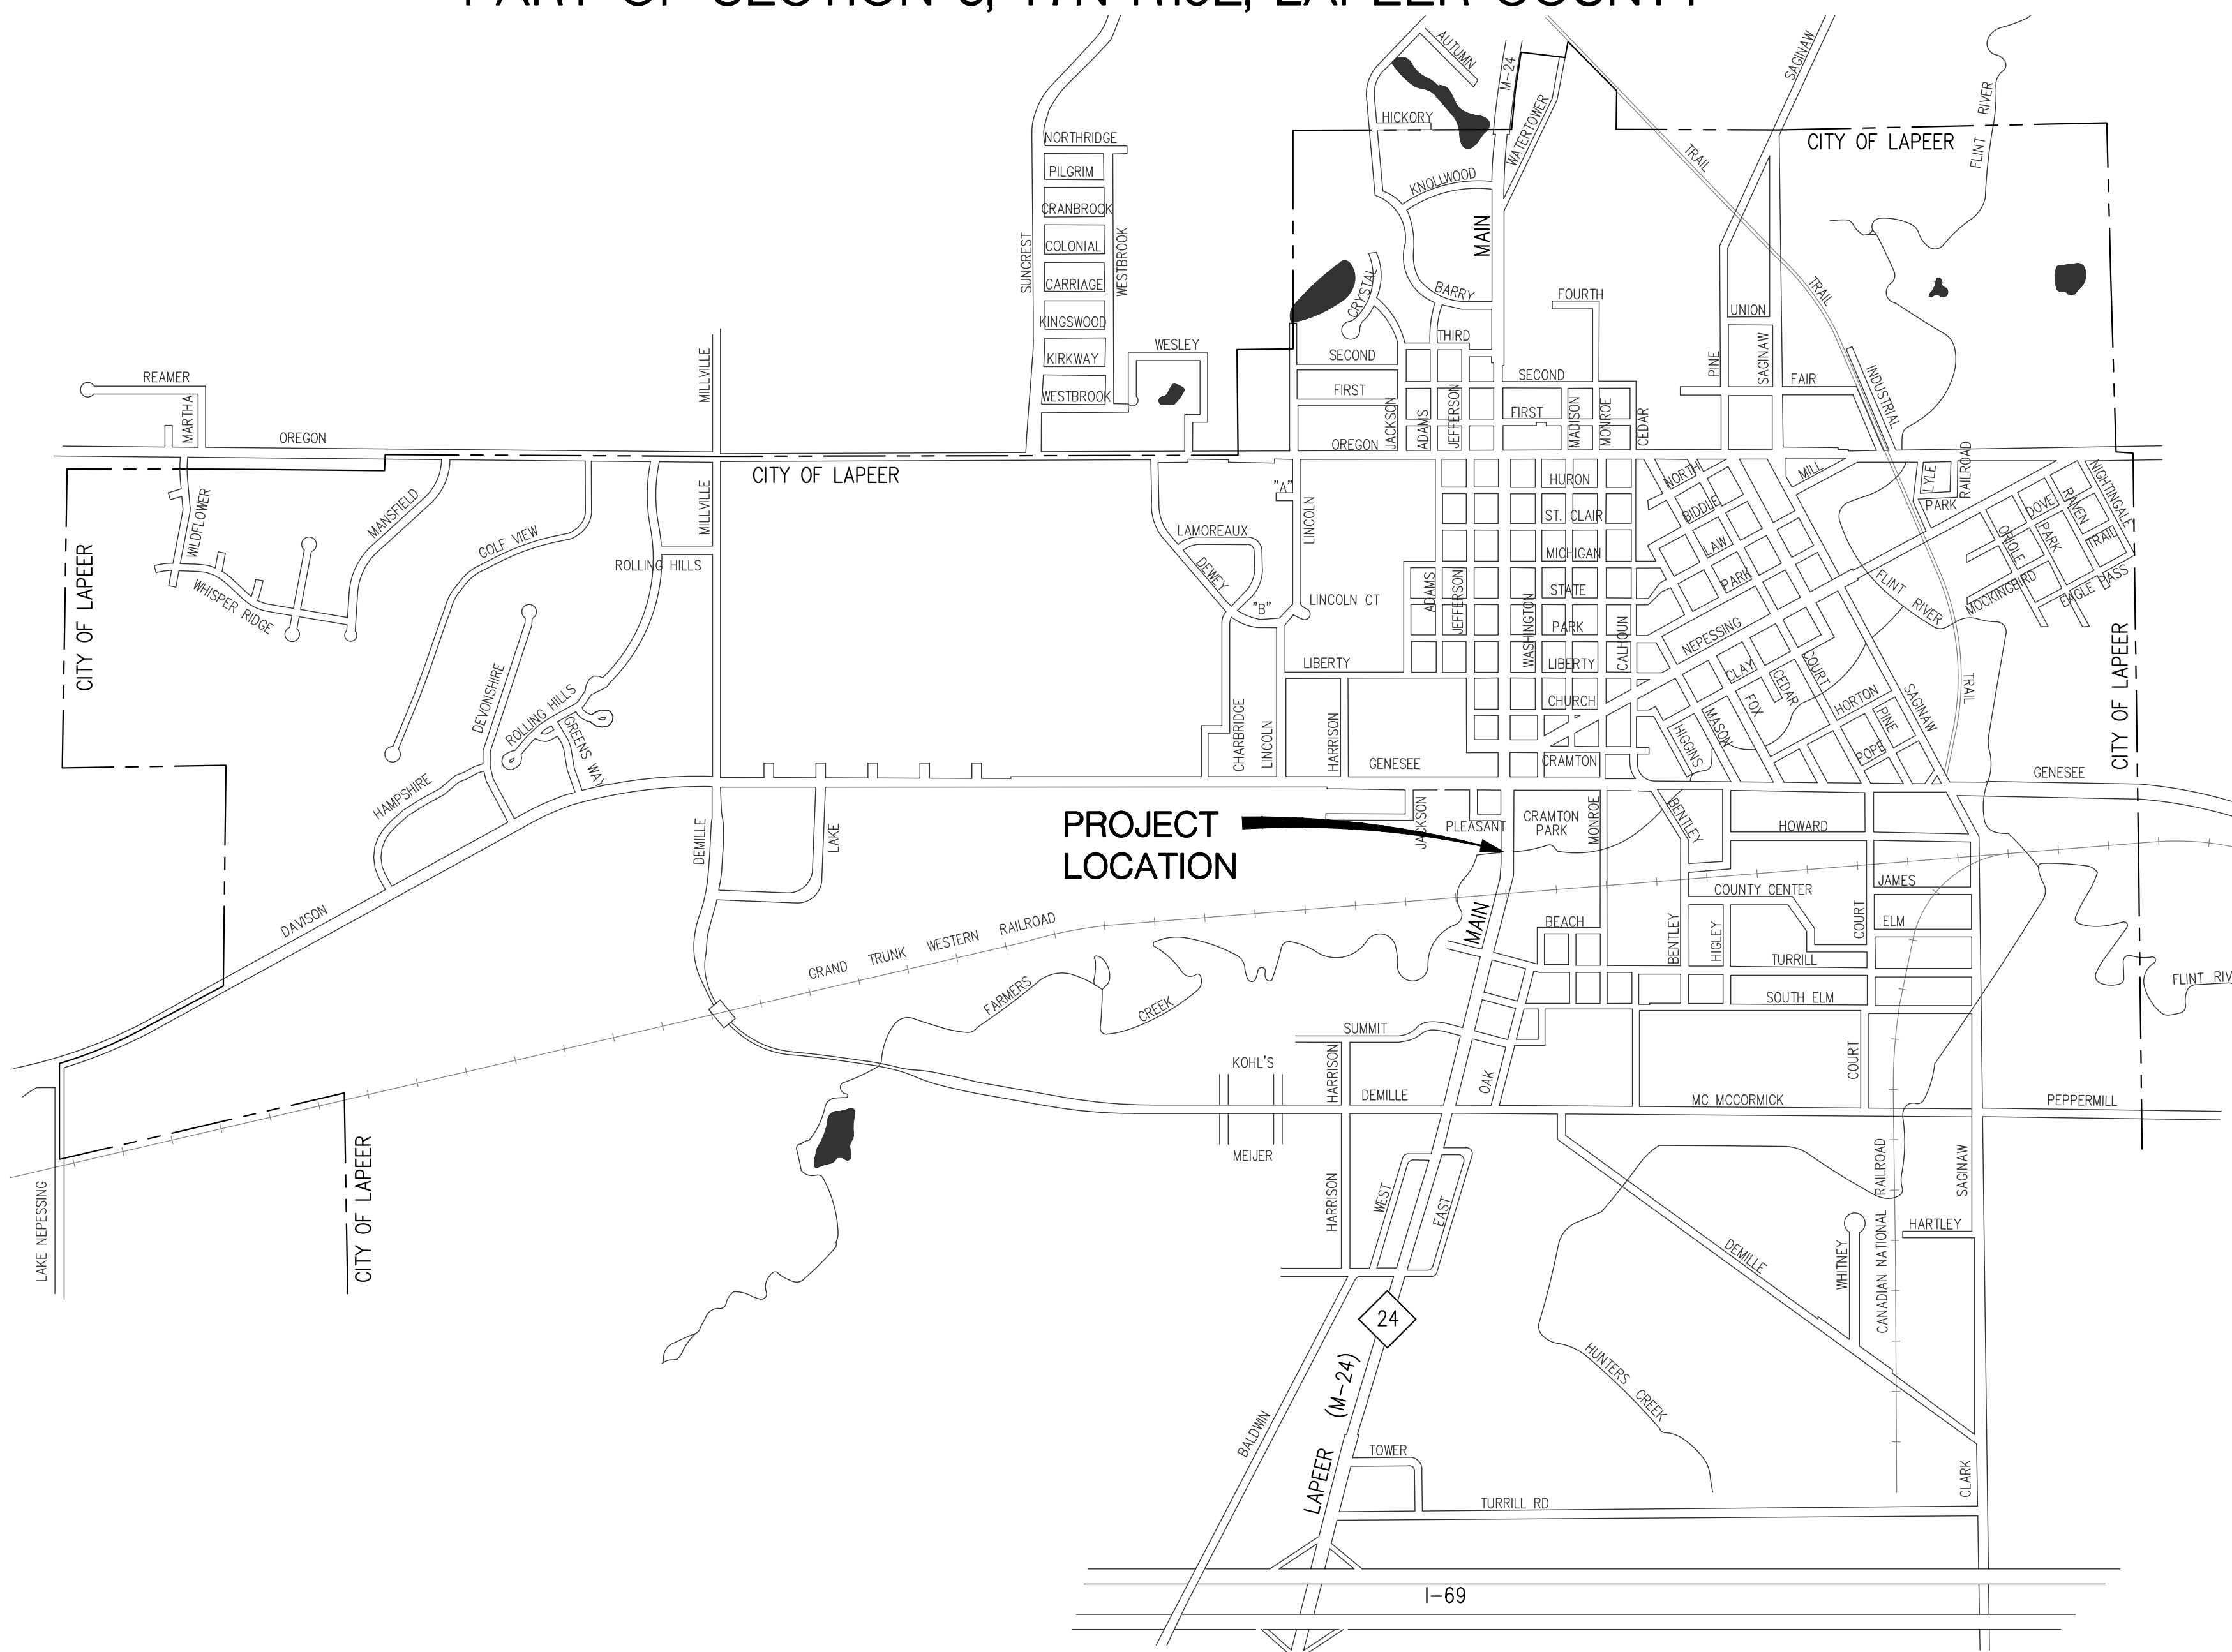 AUTUMN
M-24
SAGINAW
FLINT RIVER
HICKORY
WATERTOWER
NORTHRIDGE
CITY OF LAPEER
TRAIL
PILGRIM
KNOLLWOOD
CRANBROOK
MAIN
COLONIAL
SUNCREST
WESTBROOK
CARRIAGE
CRYSTAL
BARRY
FOURTH
TRAIL
UNION
KINGSWOOD
THIRD
WESLEY
SECOND
KIRKWAY
MILLVILLE
PINE
SAGINAW
REAMER
SECOND
FAIR
INDUSTRIAL
WESTBROOK
FIRST
MARTHA
JACKSON
ADAMS
JEFFERSON
FIRST
MADISON
MONROE
CEDAR
OREGON
OREGON
CITY OF LAPEER
"A"
HURON
NORTH
MILL
LYLE
RAILROAD
NIGHTINGALE
WILDFLOWER
MANSFIELD
MILLVILLE
LINCOLN
ST. CLAIR
BIDDLE
PARK
DOVE
RAVEN
GOLF VIEW
LAMOREAUX
LAW
ORIOLE
PARK
TRAIL
CITY OF LAPEER
ROLLING HILLS
DEWEY
MICHIGAN
WHISPER RIDGE
"B"
LINCOLN CT
ADAMS
JEFFERSON
STATE
PARK
FLINT RIVER
MOCKINGBIRD
EAGLE PASS
WASHINGTON
PARK
CALHOUN
NEPESSING
LIBERTY
LIBERTY
CLAY
COURT
CITY OF LAPEER
DEVONSHIRE
ROLLING HILLS
CEDAR
TRAIL
CHARBRIDGE
LINCOLN
HARRISON
CHURCH
FOX
HORTON
SAGINAW
GREENS WAY
HIGGINS
MASON
PINE
GENESEE
CRAMTON
POPE
GENESEE
HAMPSHIRE
PROJECT
LOCATION
DEMILLE
LAKE
JACKSON
PLEASANT
CRAMTON
PARK
MONROE
BENTLEY
HOWARD
JAMES
COUNTY CENTER
DAVISON
GRAND TRUNK WESTERN RAILROAD
MAIN
BEACH
BENTLEY
HIGLEY
COURT
ELM
TURRILL
FARMERS
CREEK
SOUTH ELM
FLINT RIV
SUMMIT
KOHL'S
HARRISON
OAK
COURT
DEMILLE
MC MCCORMICK
PEPPERMILL
MEIJER
CITY OF LAPEER
LAKE NEPESSING
HARRISON
WEST
EAST
SAGINAW
HARTLEY
WHITNEY
CANADIAN NATIONAL RAILROAD
DEMILLE
24
HUNTERS CREEK
BALDWIN
LAPEER (M-24)
TOWER
CLARK
TURRILL RD
I-69